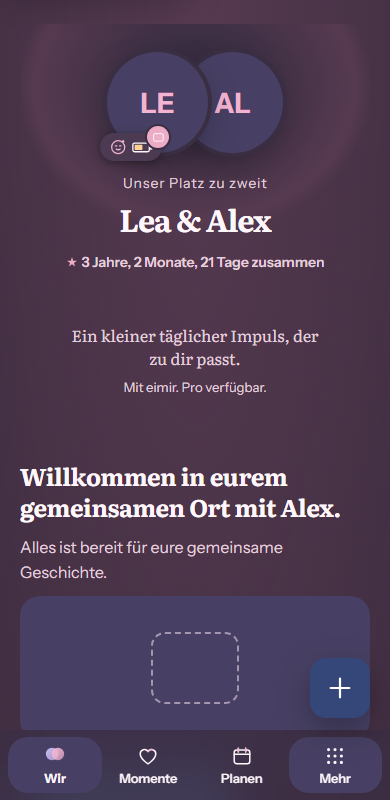 LE
AL
Unser Platz zu zweit
Lea & Alex
★ 3 Jahre, 2 Monate, 21 Tage zusammen
Ein kleiner täglicher Impuls, der
zu dir passt.
Mit eimir. Pro verfügbar.
Willkommen in eurem
gemeinsamen Ort mit Alex.
Alles ist bereit für eure gemeinsame
Geschichte.
Wir
Momente
Planen
Mehr